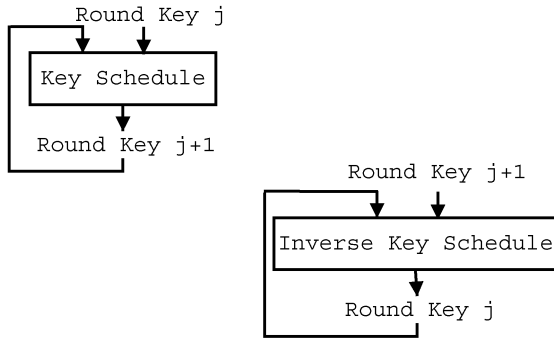 Round Key j
Key Schedule
Round Key j+1
Round Key j+1
Inverse Key Schedule
Round Key j